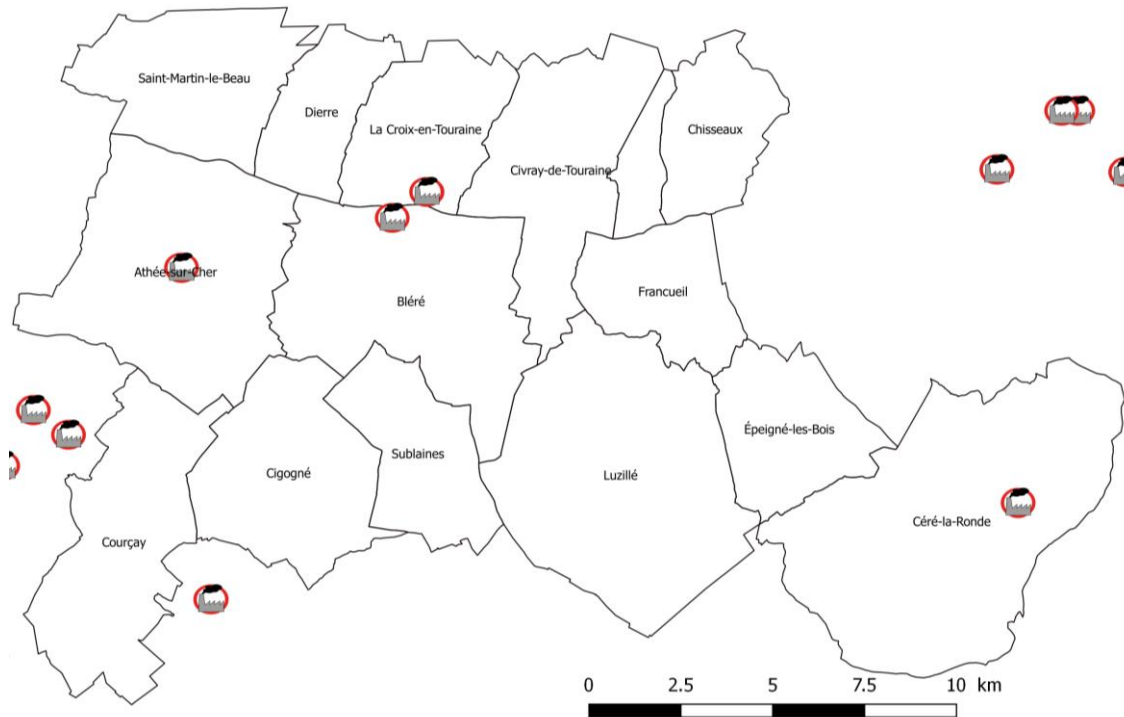 Saint-Martin-le-Beau
Dierre
La Croix-en-Touraine
Chisseaux
Civray-de-Touraine
Athée-sur-Cher
Francueil
Bléré
Épeigné-les-Bois
Sublaines
Cigogné
Luzillé
Céré-la-Ronde
Courçay
0 2.5 5 7.5 10 km